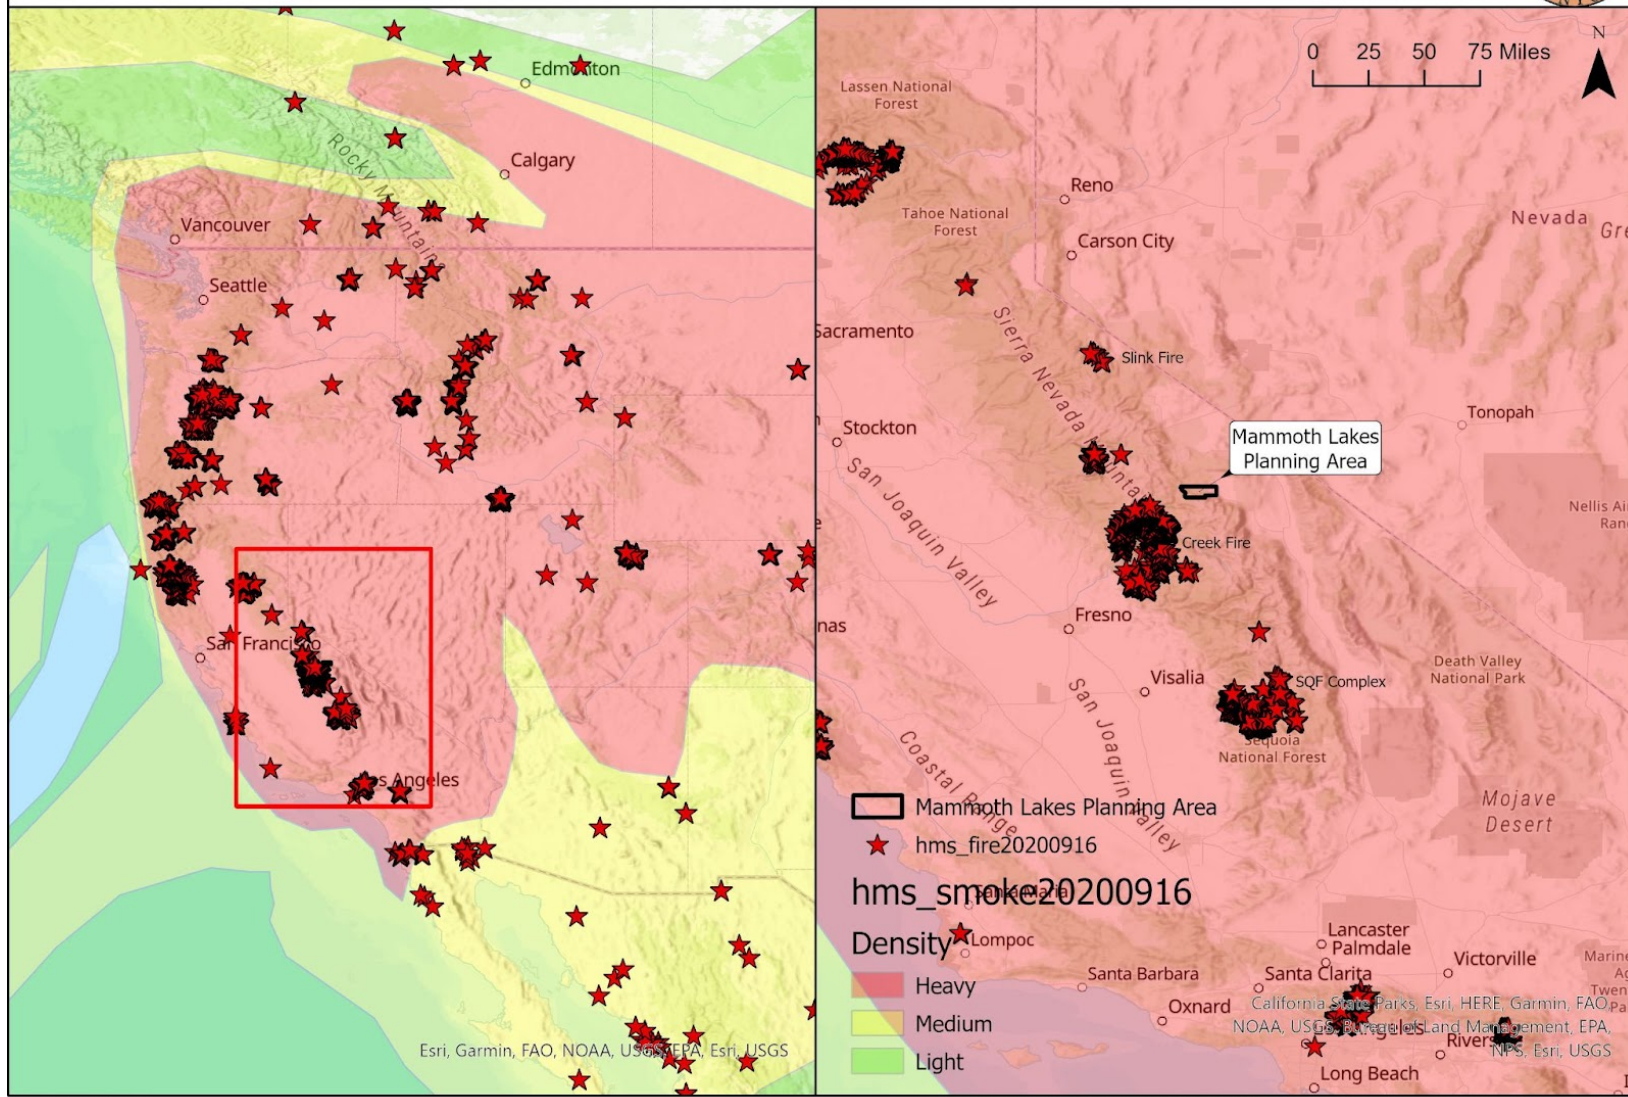 NPS
Edmonton
Calgary
Rocky Mountains
Vancouver
Seattle
San Francisco
Los Angeles
Esri, Garmin, FAO, NOAA, USGS, EPA, Esri, USGS
N
0 25 50 75 Miles
Lassen National
Forest
Reno
Tahoe National
Forest
Nevada
Carson City
Sacramento
Sierra Nevada Mountains
Slink Fire
Tonopah
Stockton
Mammoth Lakes
Planning Area
San Joaquin Valley
Nellis Air
Creek Fire
Fresno
nas
Death Valley
National Park
Visalia
SQF Complex
San Joaquin Valley
Sequoia
National Forest
Coastal Range
Mojave
Desert
Mammoth Lakes Planning Area
hms_fire20200916
Santa Maria
hms_smoke20200916
Density
Lompoc
Lancaster
Palmdale
Victorville
Santa Barbara
Santa Clarita
Heavy
Oxnard
California State Parks, Esri, HERE, Garmin, FAO,
NOAA, USGS, Bureau of Land Management, EPA,
NPS, Esri, USGS
Medium
Light
Long Beach